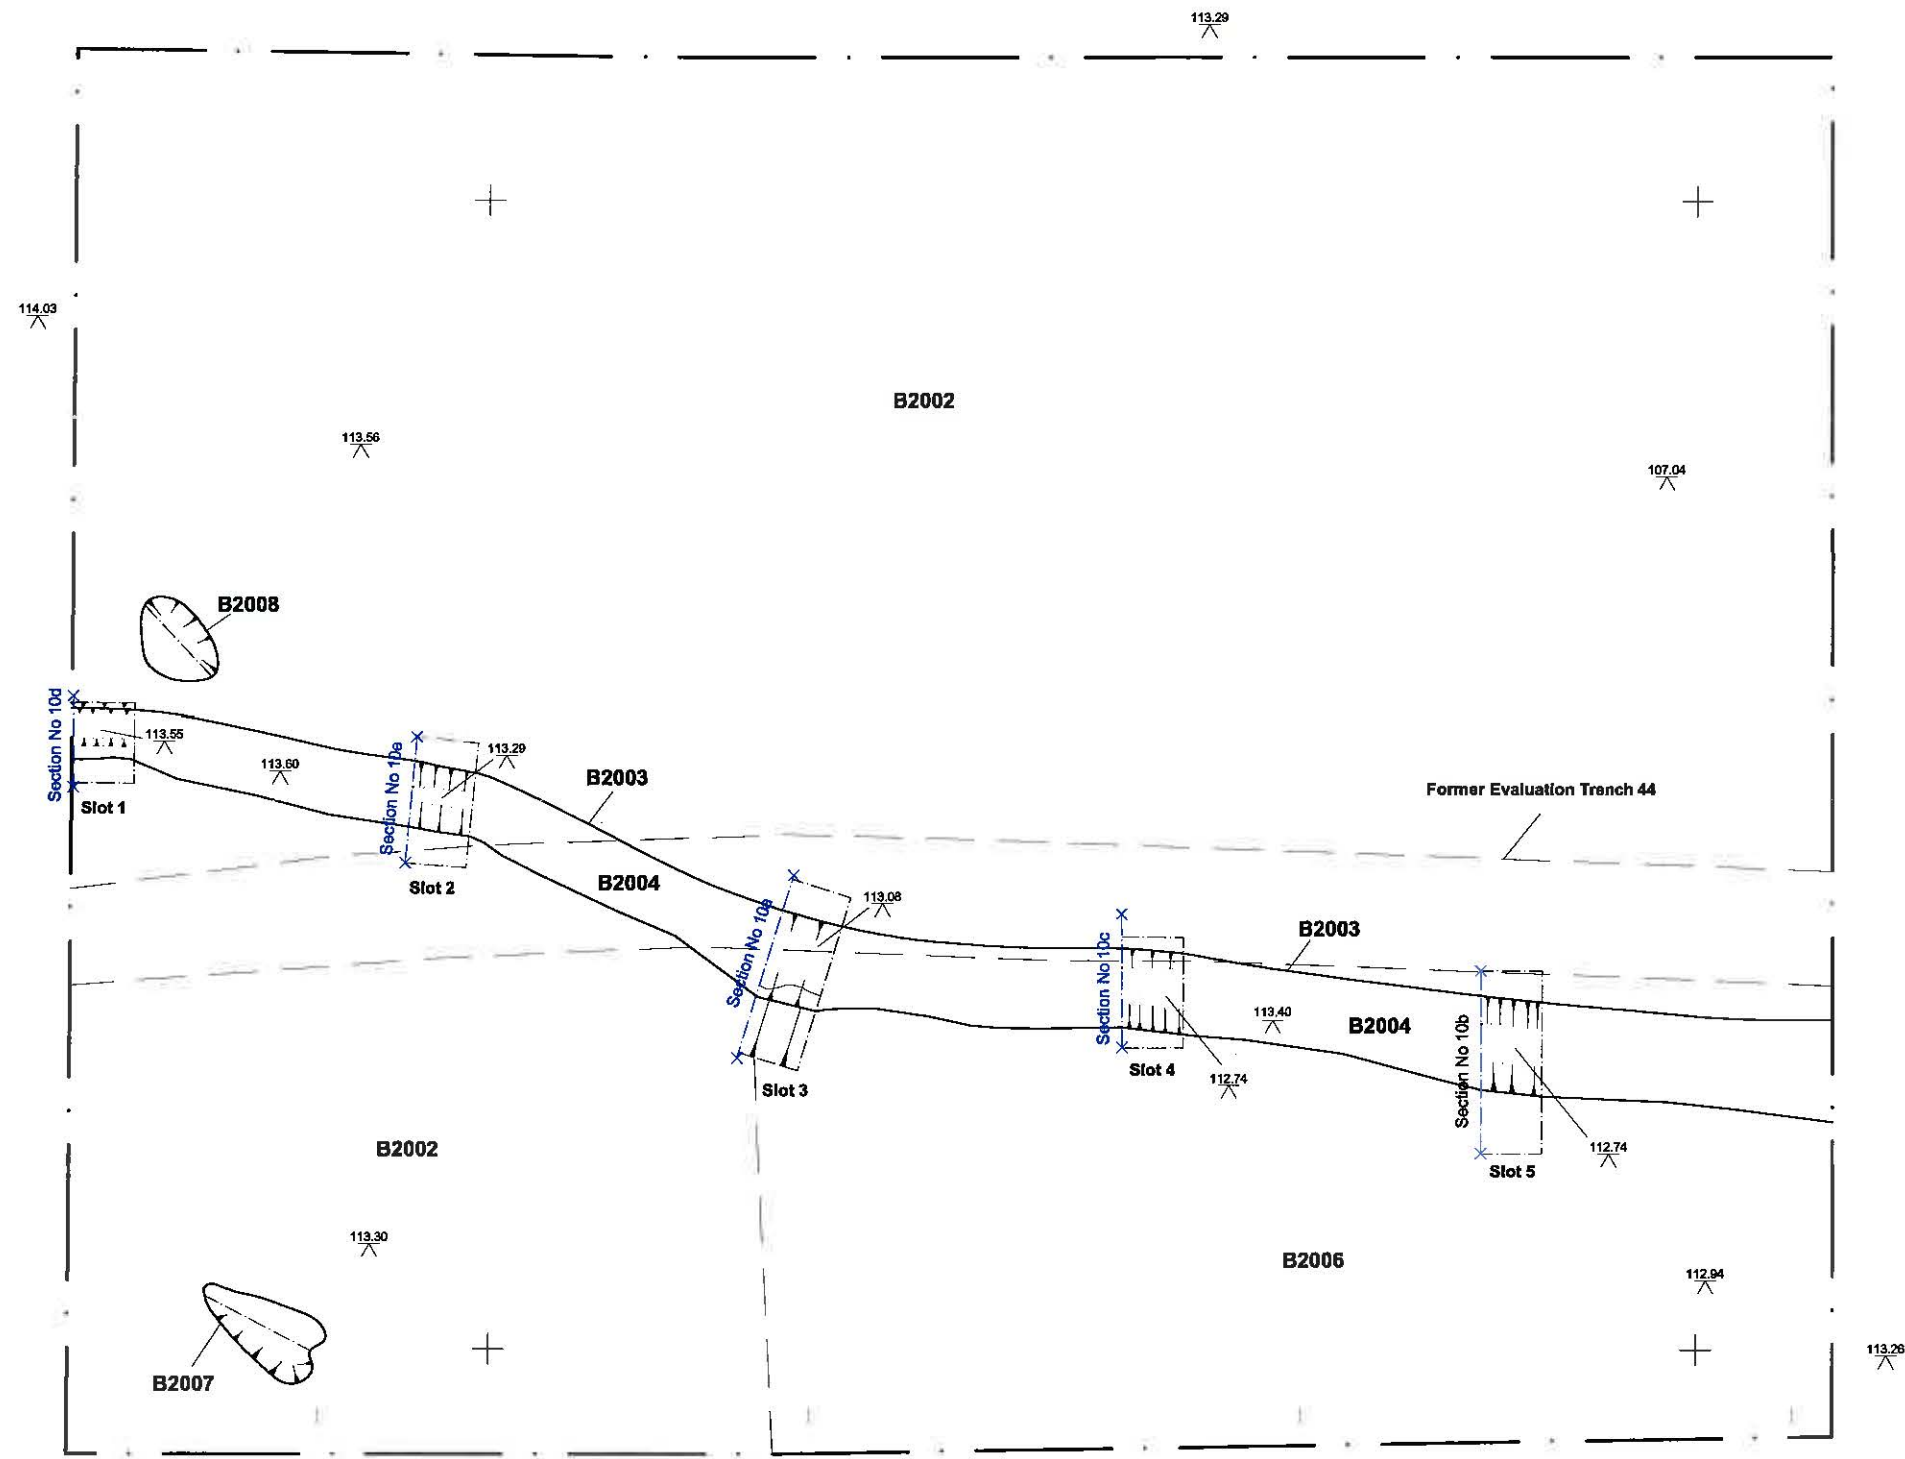 113.29
114.03
B2002
113.56
107.04
B2008
Section No 10d
113.55
113.60
Slot 1
Section No 10e
113.29
Slot 2
B2003
Former Evaluation Trench 44
B2004
Section No 10a
113.08
Slot 3
Section No 10c
B2003
113.40
B2004
Slot 4
112.74
Section No 10b
112.74
Slot 5
B2002
113.30
B2006
112.94
113.26
B2007